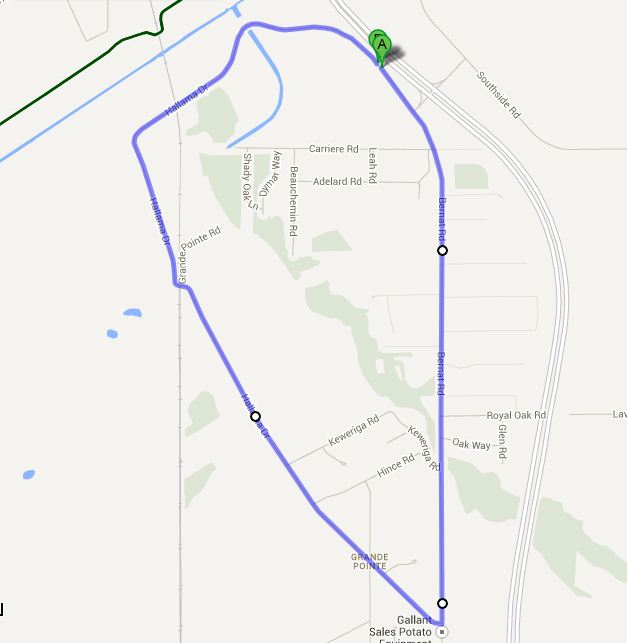 A
Southside Rd
Hallama Dr
Carriere Rd
Shady Oak Ln
Dymar Way
Beauchemin Rd
Leah Rd
Adelard Rd
Bernat Rd
Hallama Dr
Grande Pointe Rd
Bernat Rd
Hallama Dr
Keweriga Rd
Keweriga Rd
Royal Oak Rd
Lav
Oak Way
Glen Rd
Hince Rd
GRANDE
POINTE
Gallant
Sales Potato
Equipment